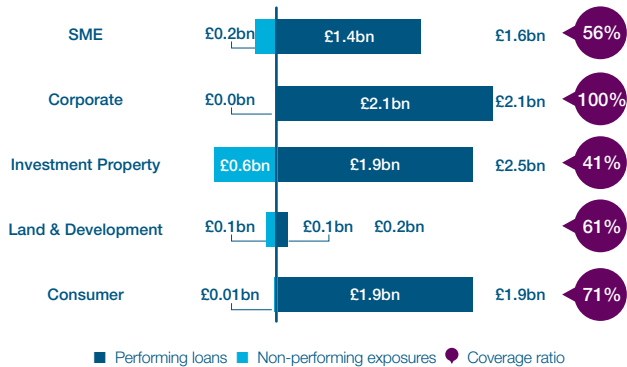 SME £0.2bn £1.4bn £1.6bn 56%
Corporate £0.0bn £2.1bn £2.1bn 100%
Investment Property £0.6bn £1.9bn £2.5bn 41%
Land & Development £0.1bn £0.1bn £0.2bn 61%
Consumer £0.01bn £1.9bn £1.9bn 71%
Performing loans Non-performing exposures Coverage ratio